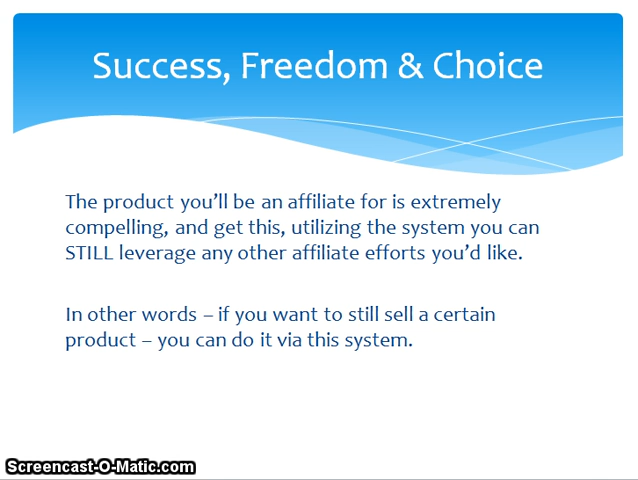 Success, Freedom & Choice
The product you’ll be an affiliate for is extremely
compelling, and get this, utilizing the system you can
STILL leverage any other affiliate efforts you’d like.
In other words – if you want to still sell a certain
product – you can do it via this system.
Screencast-O-Matic.com